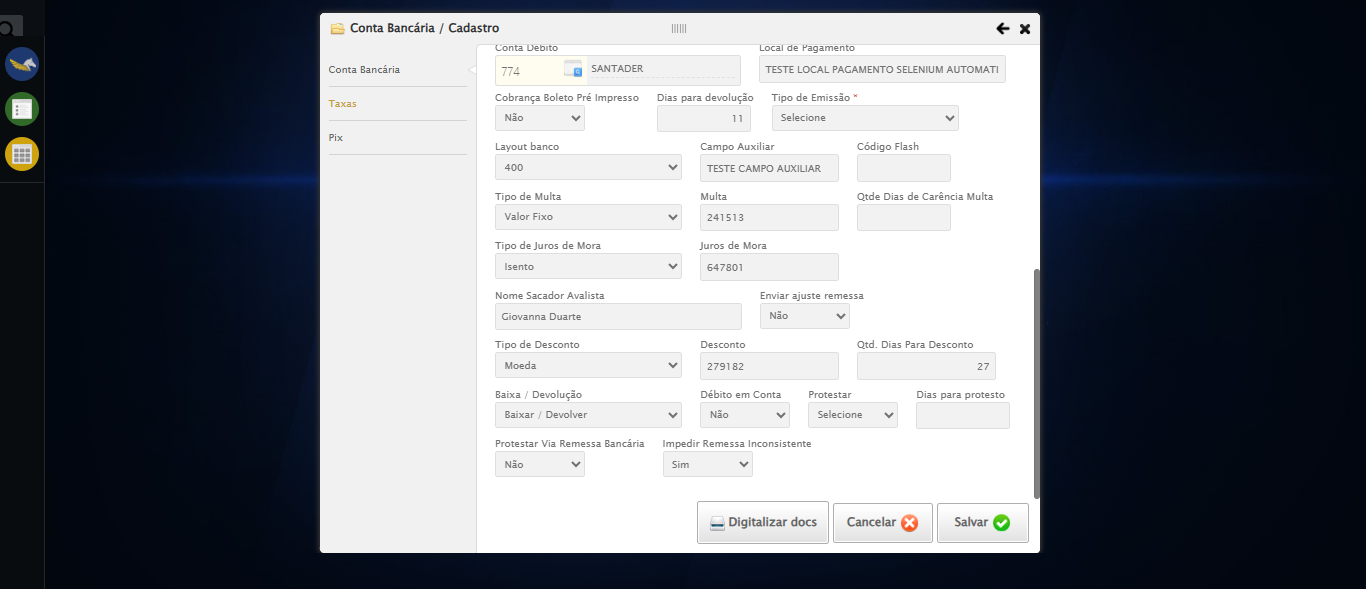 Conta Bancária / Cadastro
Conta Bancária
Taxas
Pix
Conta Débito
Local de Pagamento
774
SANTADER
TESTE LOCAL PAGAMENTO SELENIUM AUTOMATI
Cobrança Boleto Pré Impresso
Dias para devolução
Tipo de Emissão *
Não
11
Selecione
Layout banco
Campo Auxiliar
Código Flash
400
TESTE CAMPO AUXILIAR
Tipo de Multa
Multa
Qtde Dias de Carência Multa
Valor Fixo
241513
Tipo de Juros de Mora
Juros de Mora
Isento
647801
Nome Sacador Avalista
Enviar ajuste remessa
Giovanna Duarte
Não
Tipo de Desconto
Desconto
Qtd. Dias Para Desconto
Moeda
279182
27
Baixa / Devolução
Débito em Conta
Protestar
Dias para protesto
Baixar / Devolver
Não
Selecione
Protestar Via Remessa Bancária
Impedir Remessa Inconsistente
Não
Sim
Digitalizar docs
Cancelar
Salvar